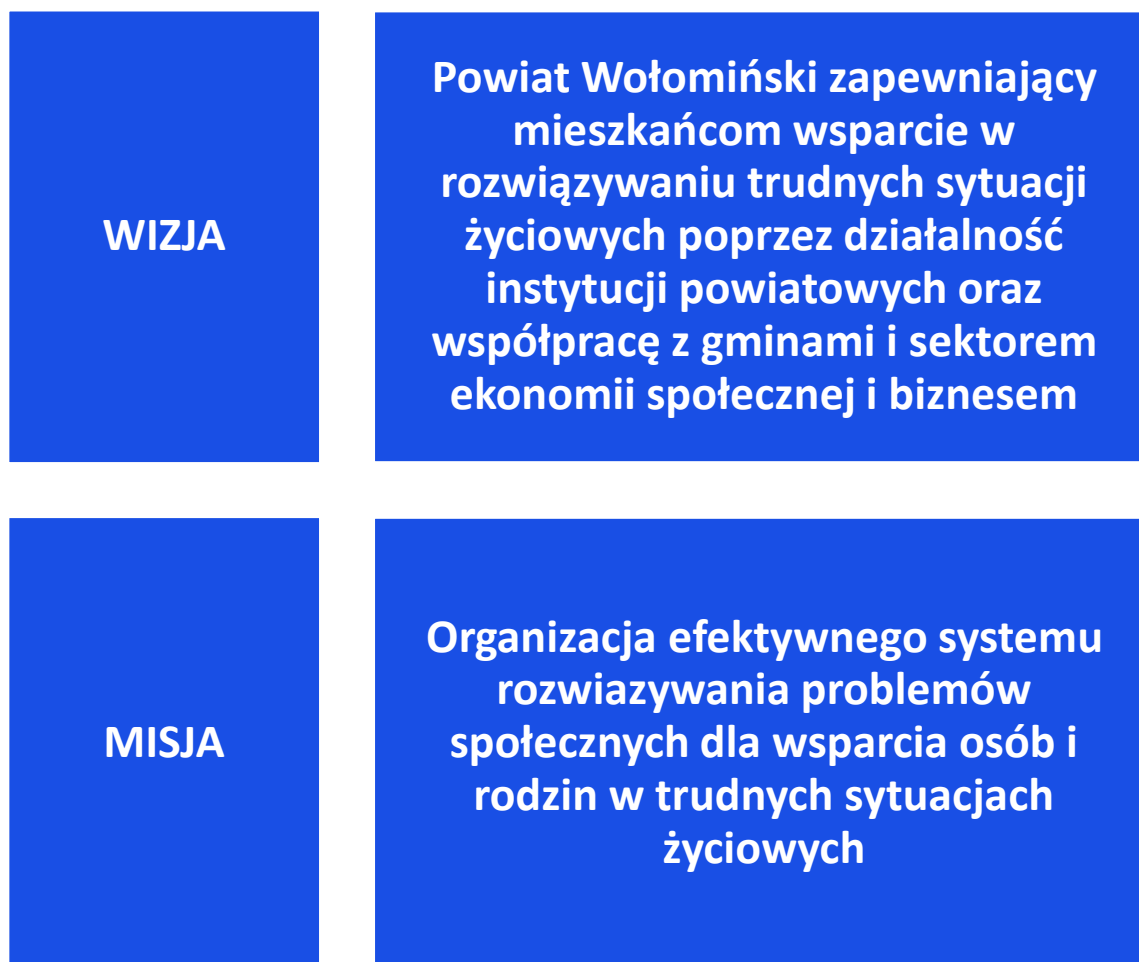 WIZJA
Powiat Wołomiński zapewniający
mieszkańcom wsparcie w
rozwiązywaniu trudnych sytuacji
życiowych poprzez działalność
instytucji powiatowych oraz
współpracę z gminami i sektorem
ekonomii społecznej i biznesem
MISJA
Organizacja efektywnego systemu
rozwiazywania problemów
społecznych dla wsparcia osób i
rodzin w trudnych sytuacjach
życiowych